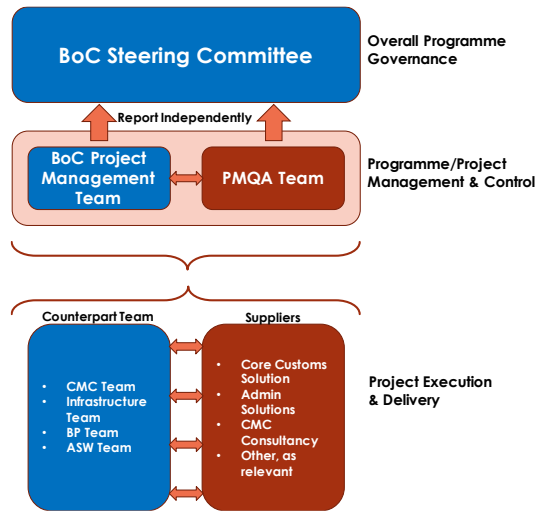 BoC Steering Committee
Overall Programme
Governance
Report Independently
BoC Project
Management
Team
PMQA Team
Programme/Project
Management & Control
Counterpart Team
Suppliers
• CMC Team
• Infrastructure
Team
• BP Team
• ASW Team
• Core Customs
Solution
• Admin
Solutions
• CMC
Consultancy
• Other, as
relevant
Project Execution
& Delivery